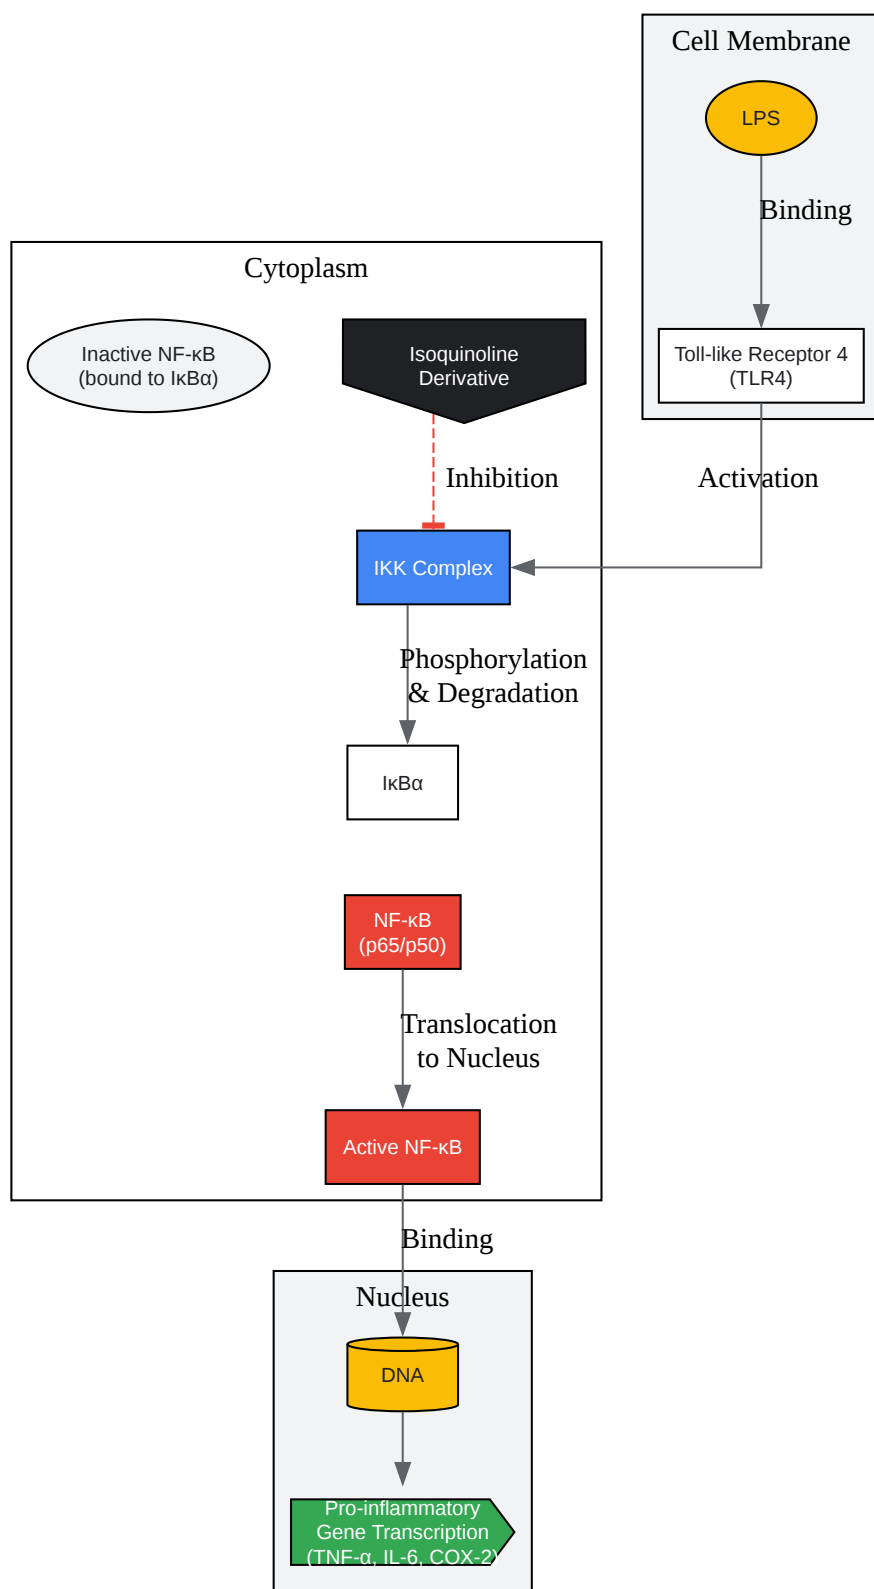 Cell Membrane
LPS
Binding
Toll-like Receptor 4
(TLR4)
Activation
Cytoplasm
Inactive NF-κB
(bound to IκBα)
Isoquinoline
Derivative
Inhibition
IKK Complex
Phosphorylation
& Degradation
IκBα
NF-κB
(p65/p50)
Translocation
to Nucleus
Active NF-κB
Binding
Nucleus
DNA
Pro-inflammatory
Gene Transcription
(TNF-α, IL-6, COX-2)